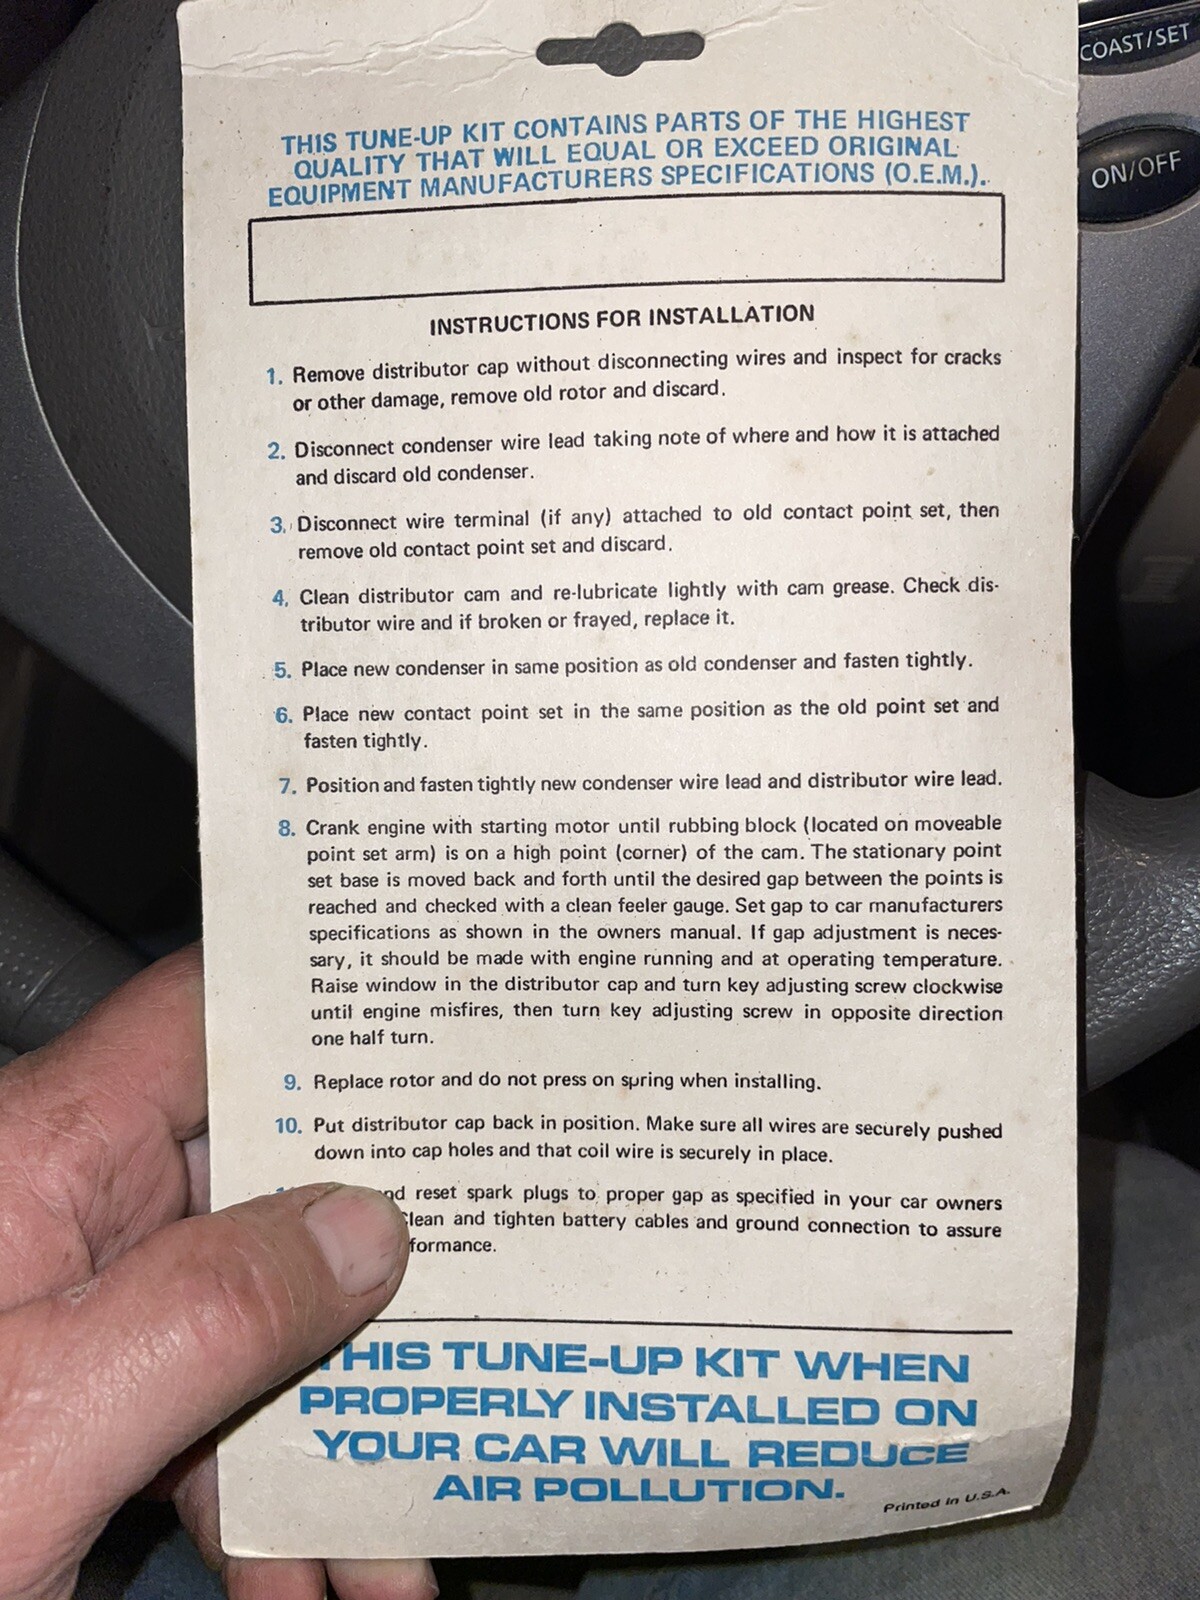 COAST/SET
ON/OFF
THIS TUNE-UP KIT CONTAINS PARTS OF THE HIGHEST
QUALITY THAT WILL EQUAL OR EXCEED ORIGINAL
EQUIPMENT MANUFACTURERS SPECIFICATIONS (O.E.M.).
INSTRUCTIONS FOR INSTALLATION
1. Remove distributor cap without disconnecting wires and inspect for cracks
or other damage, remove old rotor and discard.
2. Disconnect condenser wire lead taking note of where and how it is attached
and discard old condenser.
3. Disconnect wire terminal (if any) attached to old contact point set, then
remove old contact point set and discard.
4. Clean distributor cam and re-lubricate lightly with cam grease. Check dis-
tributor wire and if broken or frayed, replace it.
5. Place new condenser in same position as old condenser and fasten tightly.
6. Place new contact point set in the same position as the old point set and
fasten tightly.
7. Position and fasten tightly new condenser wire lead and distributor wire lead.
8. Crank engine with starting motor until rubbing block (located on moveable
point set arm) is on a high point (corner) of the cam. The stationary point
set base is moved back and forth until the desired gap between the points is
reached and checked with a clean feeler gauge. Set gap to car manufacturers
specifications as shown in the owners manual. If gap adjustment is neces-
sary, it should be made with engine running and at operating temperature.
Raise window in the distributor cap and turn key adjusting screw clockwise
until engine misfires, then turn key adjusting screw in opposite direction
one half turn.
9. Replace rotor and do not press on spring when installing.
10. Put distributor cap back in position. Make sure all wires are securely pushed
down into cap holes and that coil wire is securely in place.
reset spark plugs to proper gap as specified in your car owners
Clean and tighten battery cables and ground connection to assure
formance.
THIS TUNE-UP KIT WHEN
PROPERLY INSTALLED ON
YOUR CAR WILL REDUCE
AIR POLLUTION.
Printed in U.S.A.